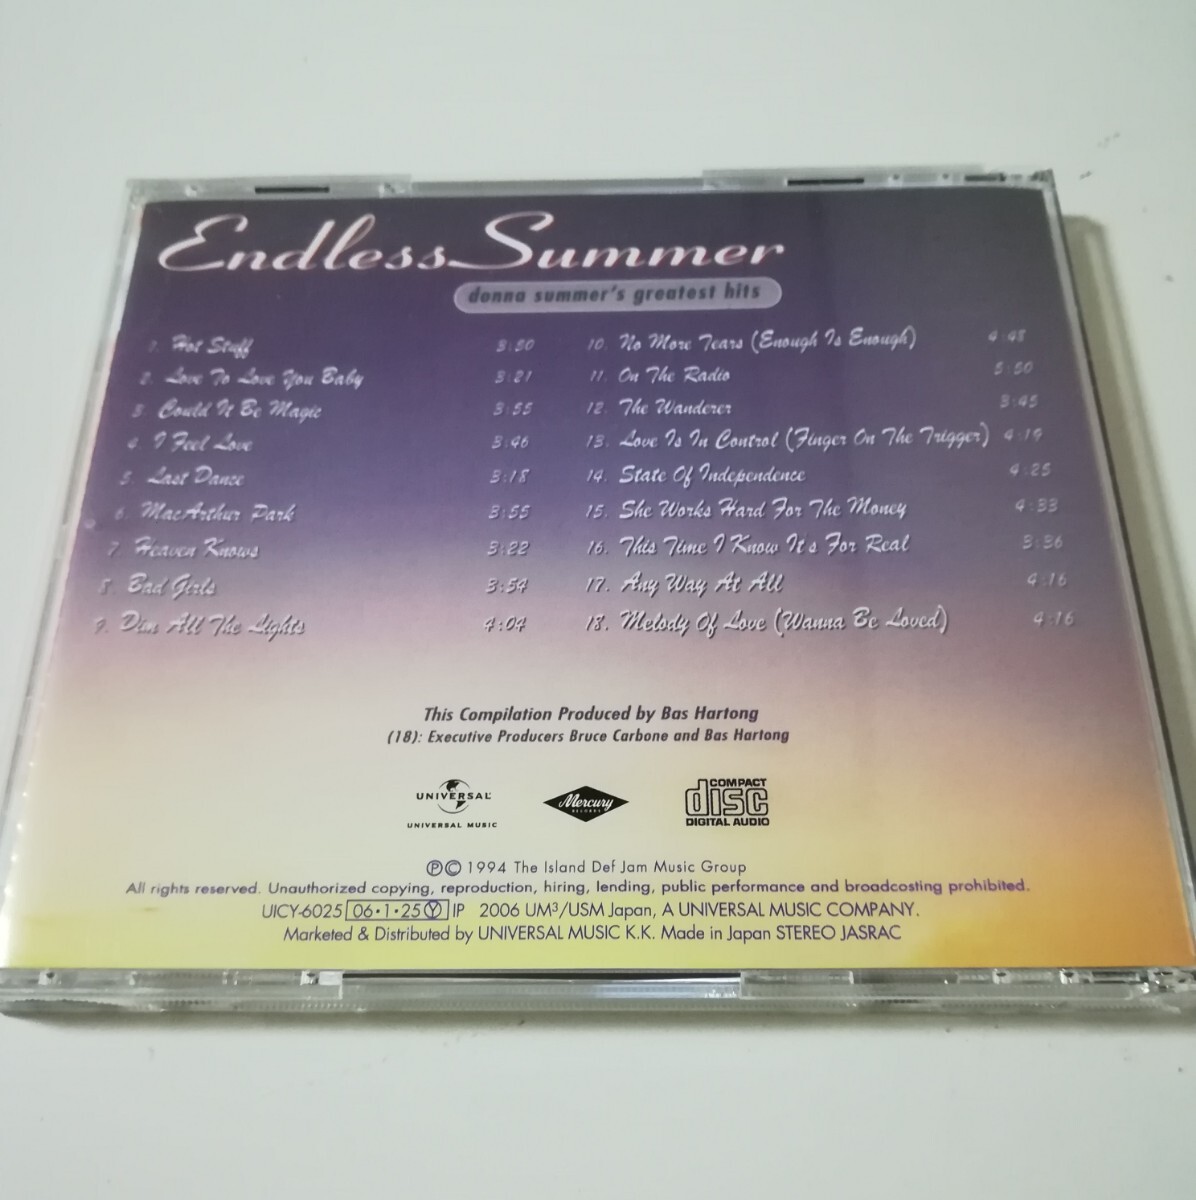 Endless Summer
donna summer's greatest hits
1. Hot Stuff 3:50
2. Love To Love You Baby 3:21
3. Could It Be Magic 3:55
4. I Feel Love 3:46
5. Last Dance 3:18
6. MacArthur Park 3:55
7. Heaven Knows 3:22
8. Bad Girls 3:54
9. Dim All The Lights 4:04
10. No More Tears (Enough Is Enough) 4:48
11. On The Radio 5:50
12. The Wanderer 3:45
13. Love Is In Control (Finger On The Trigger) 4:19
14. State Of Independence 4:25
15. She Works Hard For The Money 4:33
16. This Time I Know It's For Real 3:36
17. Any Way At All 4:16
18. Melody Of Love (Wanna Be Loved) 4:16
This Compilation Produced by Bas Hartong
(18): Executive Producers Bruce Carbone and Bas Hartong
UNIVERSAL
UNIVERSAL MUSIC
Mercury
RECORDS
COMPACT
disc
DIGITAL AUDIO
℗© 1994 The Island Def Jam Music Group
All rights reserved. Unauthorized copying, reproduction, hiring, lending, public performance and broadcasting prohibited.
UICY-6025 06・1・25Ⓨ IP 2006 UM³/USM Japan, A UNIVERSAL MUSIC COMPANY.
Marketed & Distributed by UNIVERSAL MUSIC K.K. Made in Japan STEREO JASRAC